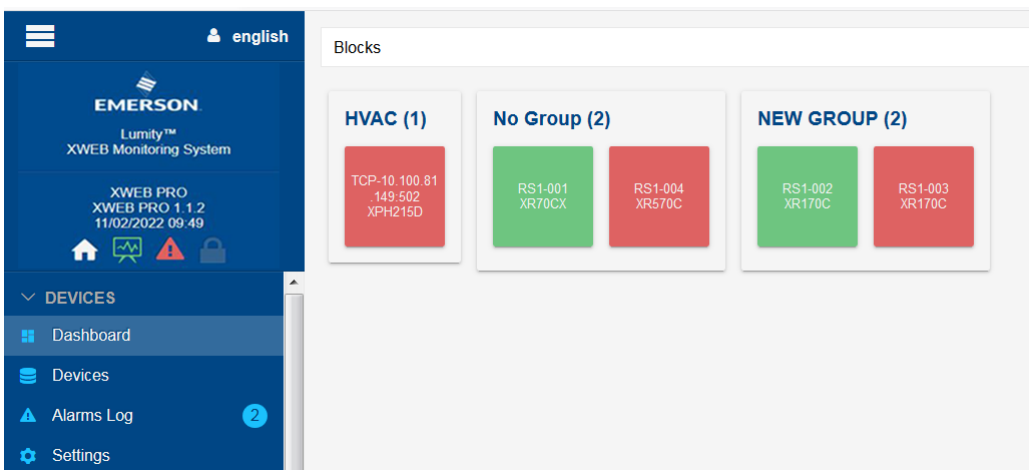 english
EMERSON
Lumity™
XWEB Monitoring System
XWEB PRO
XWEB PRO 1.1.2
11/02/2022 09:49
DEVICES
Dashboard
Devices
Alarms Log 2
Settings
Blocks
HVAC (1)
TCP-10.100.81
.149:502
XPH215D
No Group (2)
RS1-001
XR70CX
RS1-004
XR570C
NEW GROUP (2)
RS1-002
XR170C
RS1-003
XR170C